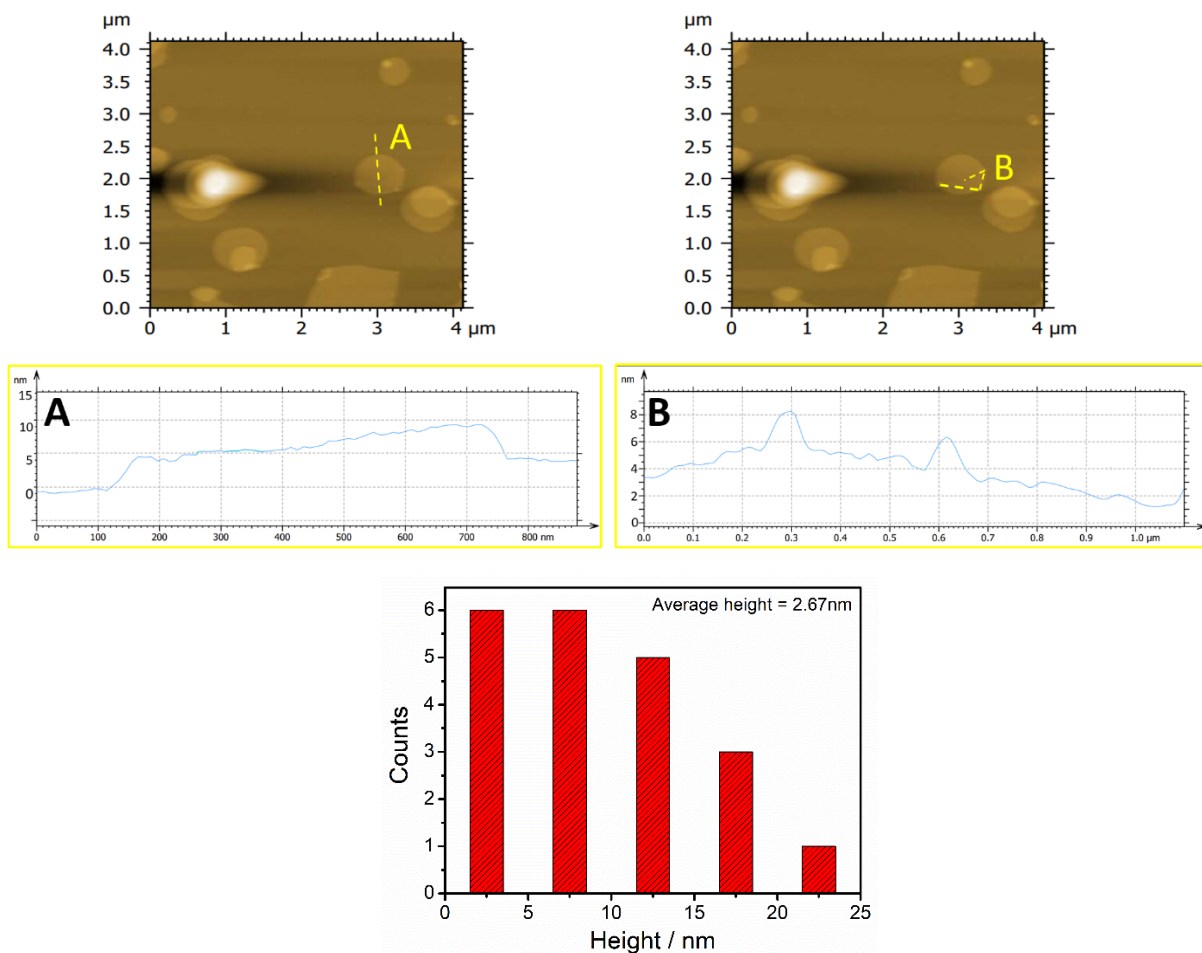 µm
4.0
3.5
3.0
2.5
2.0
1.5
1.0
0.5
0.0
0 1 2 3 4 µm
A
µm
4.0
3.5
3.0
2.5
2.0
1.5
1.0
0.5
0.0
0 1 2 3 4 µm
B
nm
15
10
5
0
A
0 100 200 300 400 500 600 700 800 nm
nm
8
6
4
2
0
B
0.0 0.1 0.2 0.3 0.4 0.5 0.6 0.7 0.8 0.9 1.0 µm
Average height = 2.67nm
Counts
6
5
4
3
2
1
0
0 5 10 15 20 25
Height / nm